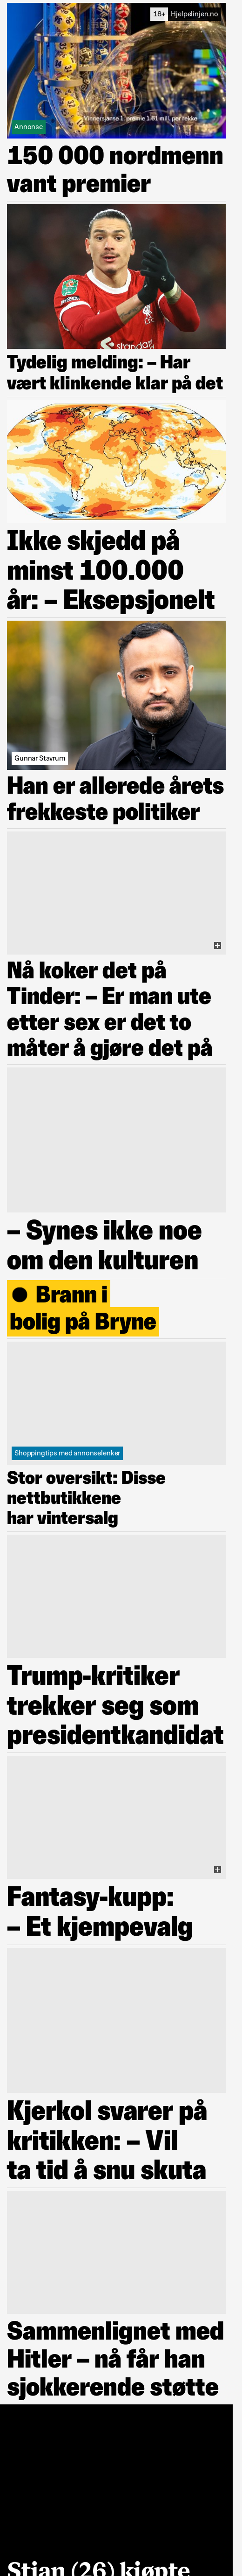 18+ Hjelpelinjen.no
Vinnersjanse 1. premie 1:31 mill. per rekke
Annonse
150 000 nordmenn
vant premier
standard
Tydelig melding: – Har
vært klinkende klar på det
Ikke skjedd på
minst 100.000
år: – Eksepsjonelt
Gunnar Stavrum
Han er allerede årets
frekkeste politiker
Nå koker det på
Tinder: – Er man ute
etter sex er det to
måter å gjøre det på
– Synes ikke noe
om den kulturen
Brann i
bolig på Bryne
Shoppingtips med annonselenker
Stor oversikt: Disse
nettbutikkene
har vintersalg
Trump-kritiker
trekker seg som
presidentkandidat
Fantasy-kupp:
– Et kjempevalg
Kjerkol svarer på
kritikken: – Vil
ta tid å snu skuta
Sammenlignet med
Hitler – nå får han
sjokkerende støtte
Stian (26) kjøpte